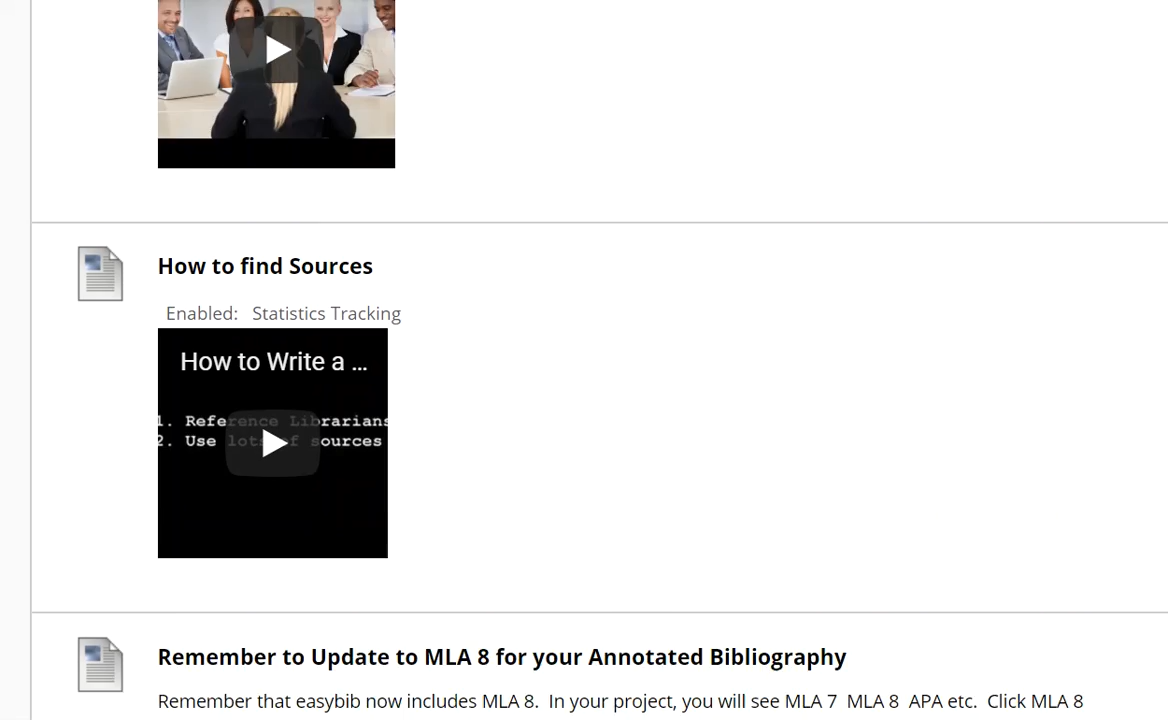 How to find Sources
Enabled: Statistics Tracking
How to Write a ...
1. Reference Librarians
2. Use lots of sources
Remember to Update to MLA 8 for your Annotated Bibliography
Remember that easybib now includes MLA 8. In your project, you will see MLA 7 MLA 8 APA etc. Click MLA 8